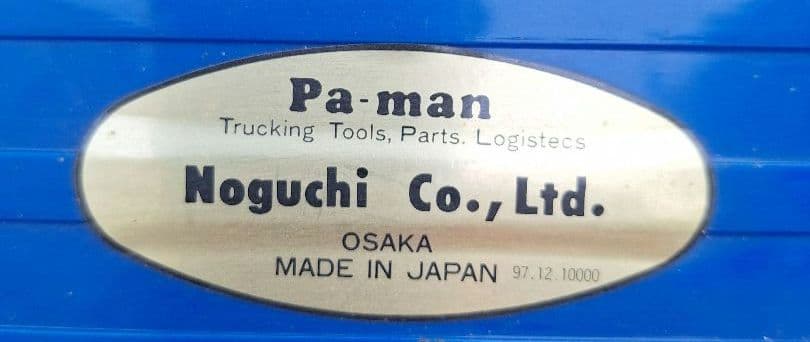 Pa-man
Trucking Tools, Parts. Logistecs
Noguchi Co., Ltd.
OSAKA
MADE IN JAPAN 97.12.10000